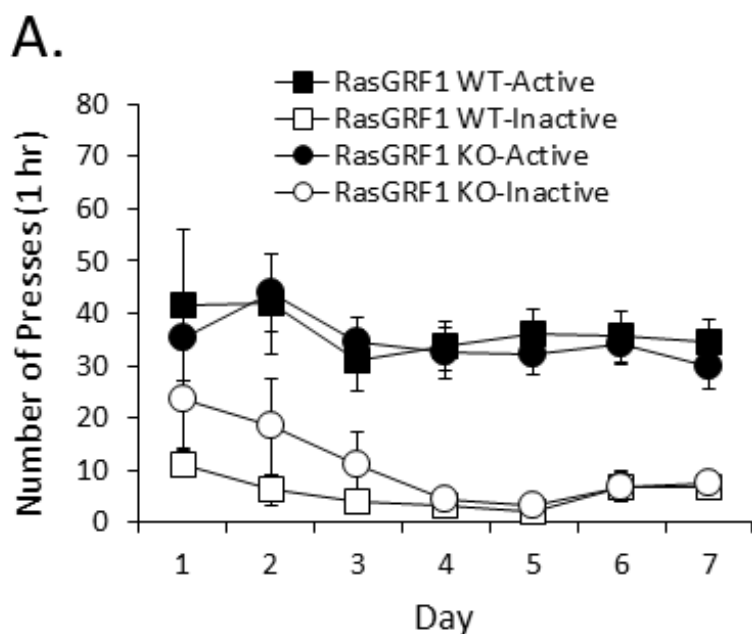 A.
RasGRF1 WT-Active
RasGRF1 WT-Inactive
RasGRF1 KO-Active
RasGRF1 KO-Inactive
Number of Presses (1 hr)
80
70
60
50
40
30
20
10
0
1 2 3 4 5 6 7
Day